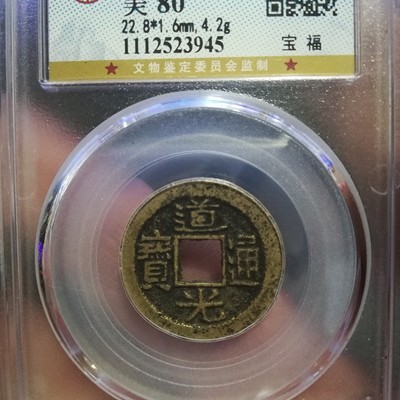 美 80
22.8*1.6mm,4.2g
1112523945
宝 福
★ 文物鉴定委员会监制 ★
道
寶 通
光